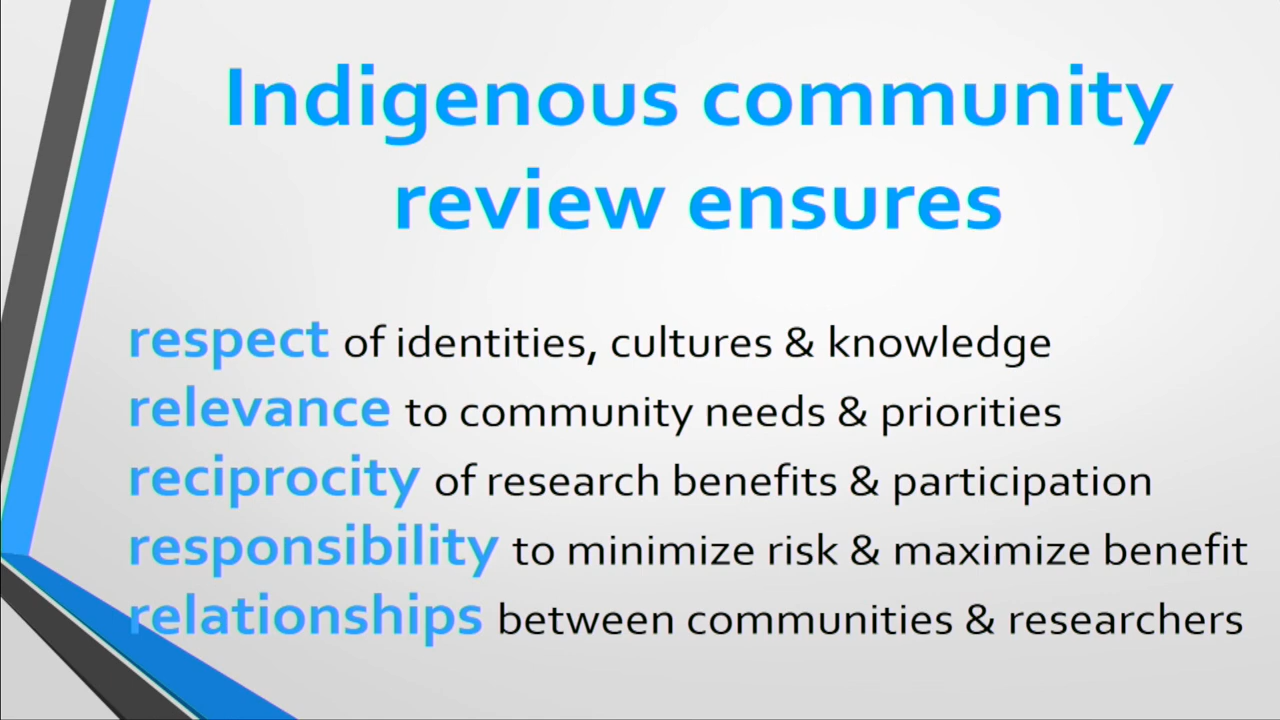 Indigenous community
review ensures
respect of identities, cultures & knowledge
relevance to community needs & priorities
reciprocity of research benefits & participation
responsibility to minimize risk & maximize benefit
relationships between communities & researchers